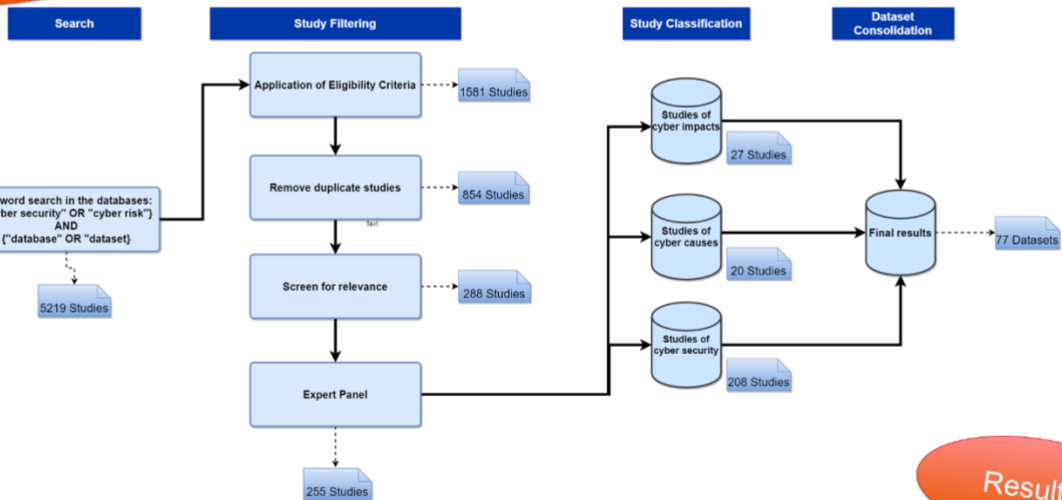 Search
Study Filtering
Study Classification
Dataset
Consolidation
word search in the databases:
ber security" OR "cyber risk"}
AND
{"database" OR "dataset}
5219 Studies
Application of Eligibility Criteria
1581 Studies
Remove duplicate studies
854 Studies
Text
Screen for relevance
288 Studies
Expert Panel
255 Studies
Studies of
cyber impacts
27 Studies
Studies of
cyber causes
20 Studies
Studies of
cyber security
208 Studies
Final results
77 Datasets
Resul